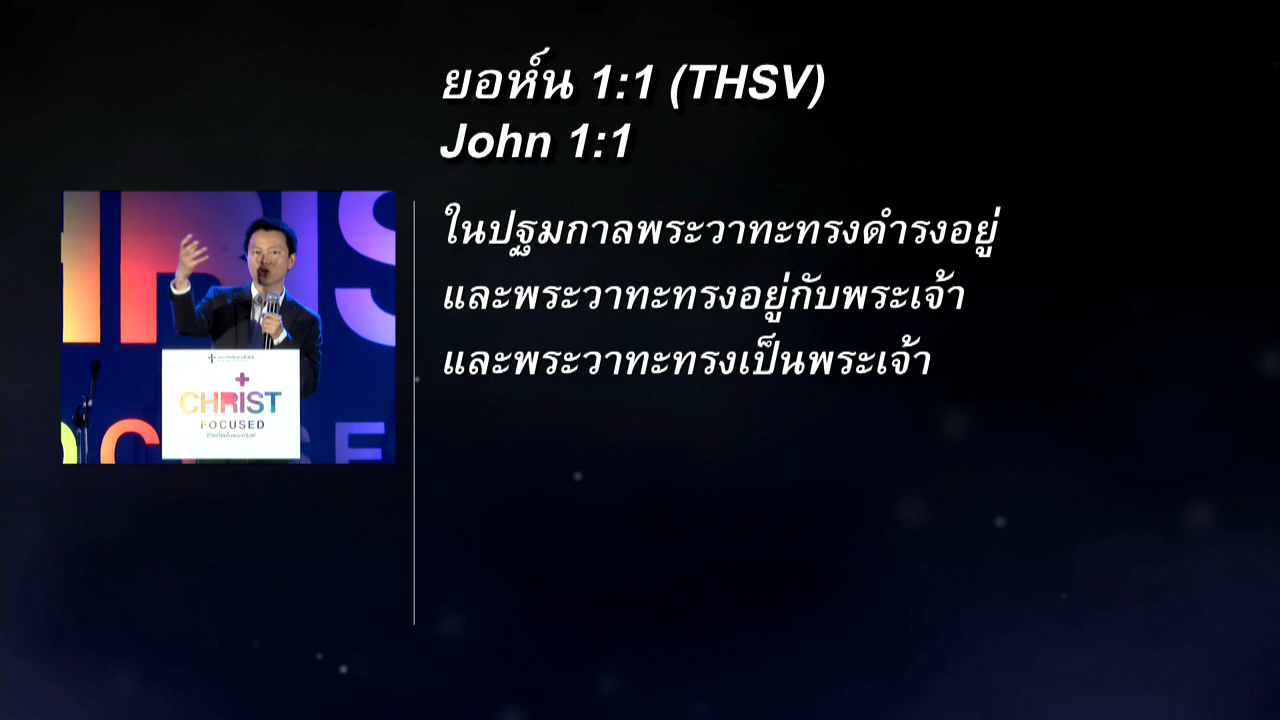 ยอห์น 1:1 (THSV)
John 1:1
ในปฐมกาลพระวาทะทรงดำรงอยู่
และพระวาทะทรงอยู่กับพระเจ้า
และพระวาทะทรงเป็นพระเจ้า
CHRIST
FOCUSED